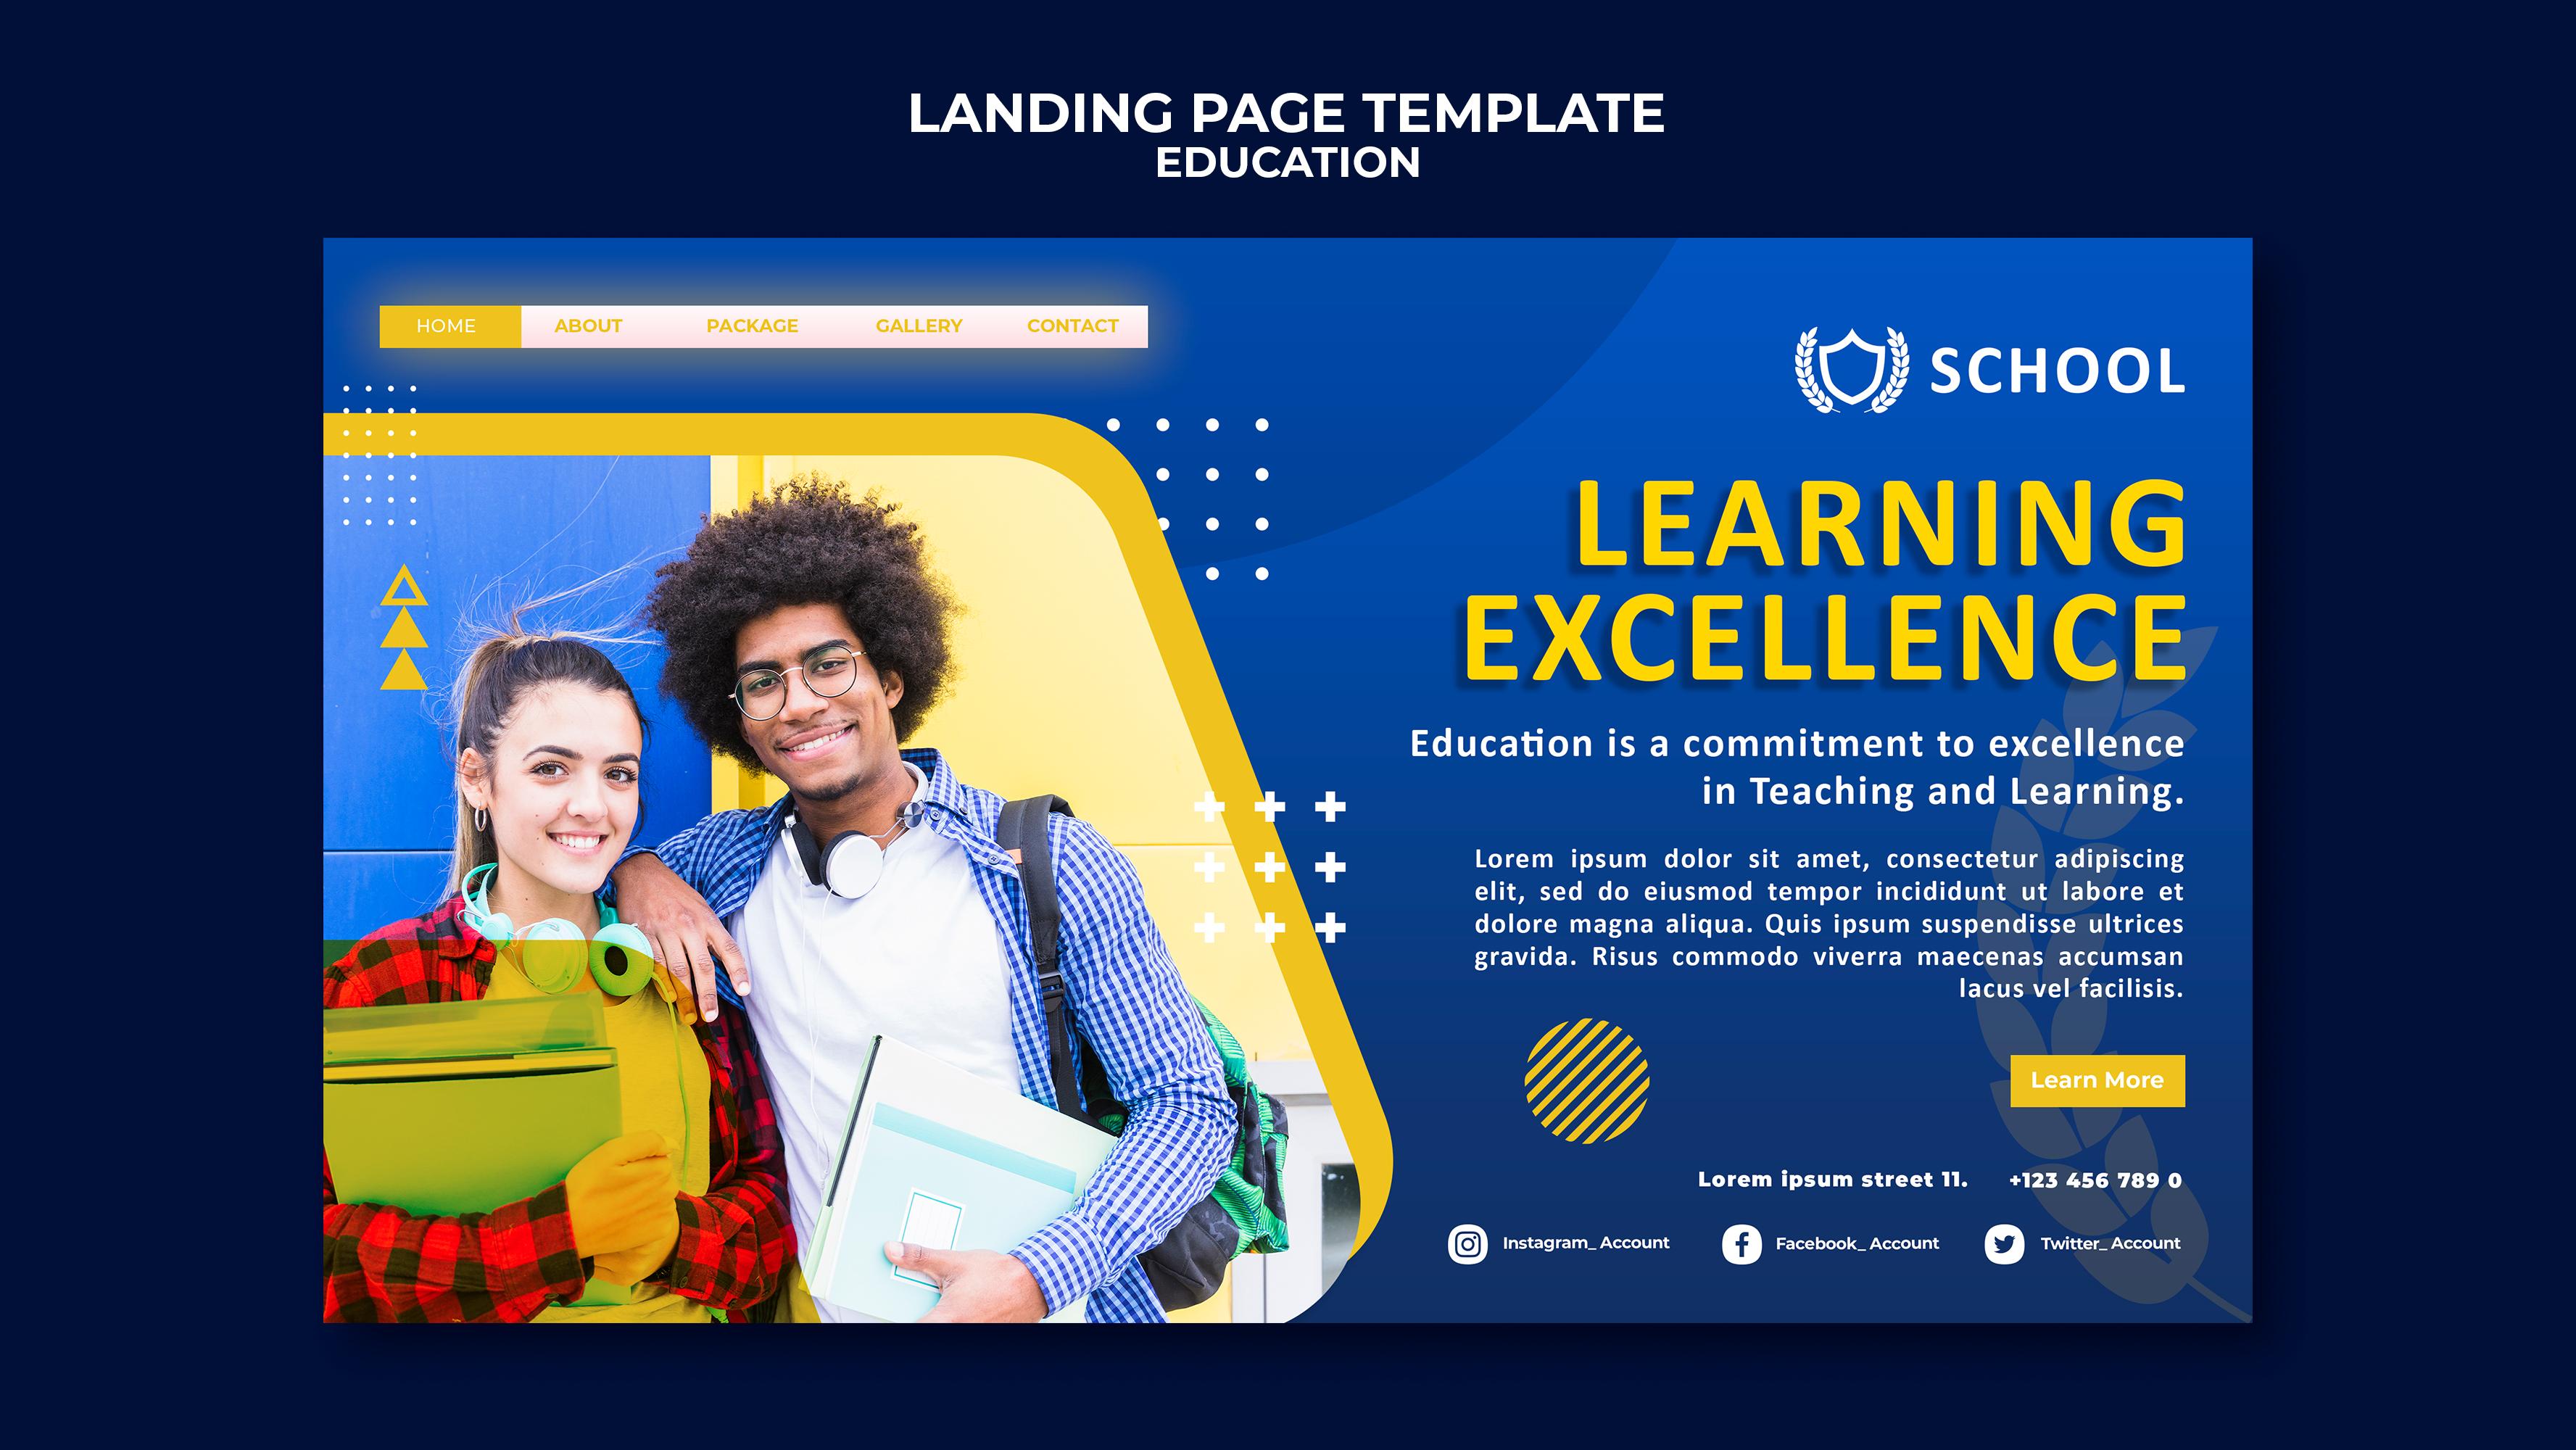 LANDING PAGE TEMPLATE
EDUCATION
HOME ABOUT PACKAGE GALLERY CONTACT
SCHOOL
LEARNING
EXCELLENCE
Education is a commitment to excellence
in Teaching and Learning.
Lorem ipsum dolor sit amet, consectetur adipiscing
elit, sed do eiusmod tempor incididunt ut labore et
dolore magna aliqua. Quis ipsum suspendisse ultrices
gravida. Risus commodo viverra maecenas accumsan
lacus vel facilisis.
Learn More
Lorem ipsum street 11. +123 456 789 0
Instagram_ Account Facebook_ Account Twitter_ Account